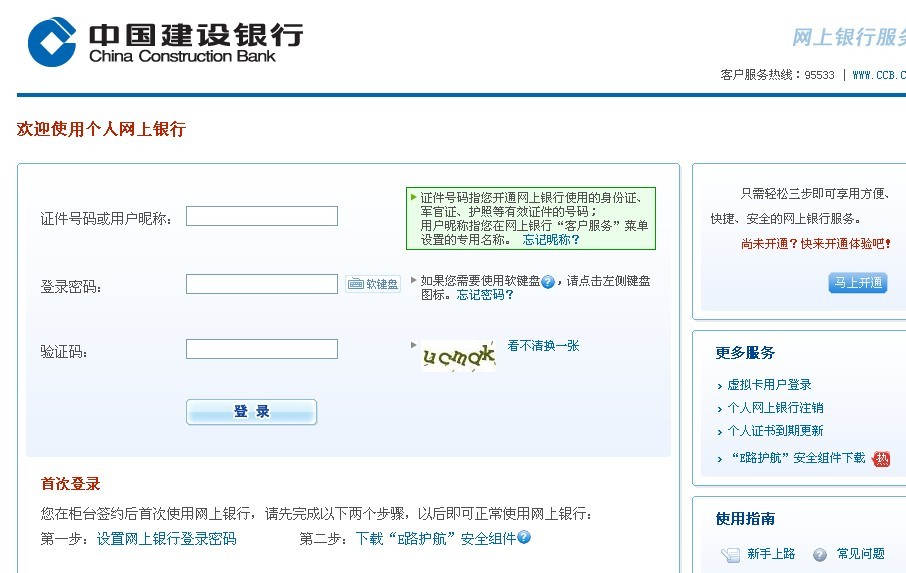 中国建设银行
China Construction Bank
网上银行服务
客户服务热线：95533 | WWW.CCB.C
欢迎使用个人网上银行
证件号码或用户昵称：
证件号码指您开通网上银行使用的身份证、
军官证、护照等有效证件的号码；
用户昵称指您在网上银行“客户服务”菜单
设置的专用名称。 忘记昵称？
登录密码：
软键盘
如果您需要使用软键盘?，请点击左侧键盘
图标。忘记密码？
验证码：
ucmqk
看不清换一张
登 录
首次登录
您在柜台签约后首次使用网上银行，请先完成以下两个步骤，以后即可正常使用网上银行：
第一步：设置网上银行登录密码 第二步：下载“E路护航”安全组件?
只需轻松三步即可享用方便、
快捷、安全的网上银行服务。
尚未开通？快来开通体验吧！
马上开通
更多服务
› 虚拟卡用户登录
› 个人网上银行注销
› 个人证书到期更新
› “E路护航”安全组件下载 热
使用指南
新手上路 ? 常见问题